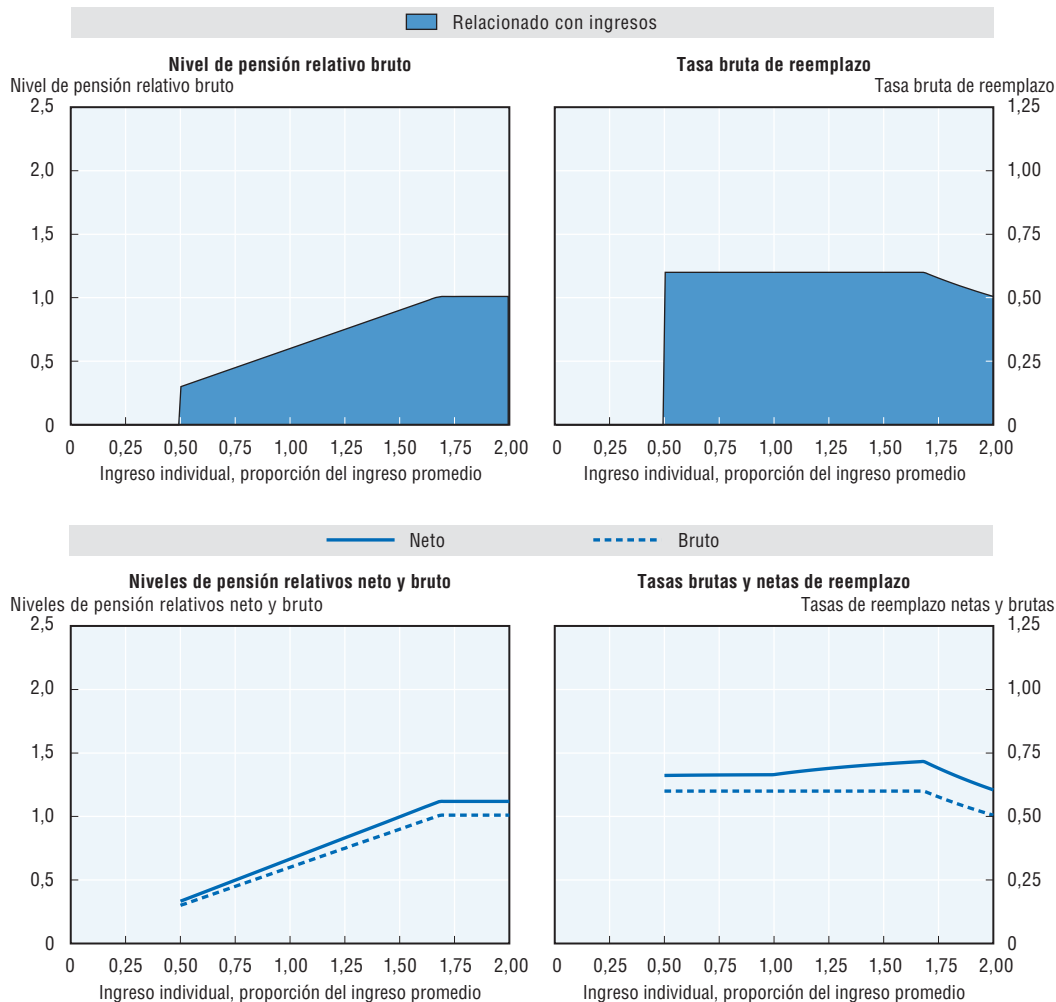 Relacionado con ingresos
Nivel de pensión relativo bruto
Nivel de pensión relativo bruto
2,5
2,0
1,5
1,0
0,5
0
0 0,25 0,50 0,75 1,00 1,25 1,50 1,75 2,00
Ingreso individual, proporción del ingreso promedio
Tasa bruta de reemplazo
Tasa bruta de reemplazo
1,25
1,00
0,75
0,50
0,25
0
0 0,25 0,50 0,75 1,00 1,25 1,50 1,75 2,00
Ingreso individual, proporción del ingreso promedio
Neto Bruto
Niveles de pensión relativos neto y bruto
Niveles de pensión relativos neto y bruto
2,5
2,0
1,5
1,0
0,5
0
0 0,25 0,50 0,75 1,00 1,25 1,50 1,75 2,00
Ingreso individual, proporción del ingreso promedio
Tasas brutas y netas de reemplazo
Tasas de reemplazo netas y brutas
1,25
1,00
0,75
0,50
0,25
0
0 0,25 0,50 0,75 1,00 1,25 1,50 1,75 2,00
Ingreso individual, proporción del ingreso promedio